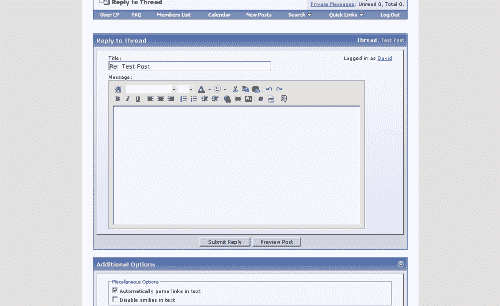 Reply to Thread
Private Messages: Unread 0, Total 0.
User CP FAQ Members List Calendar New Posts Search Quick Links Log Out
Reply to Thread Thread: Test Post
Title: Logged in as David
Re: Test Post
Message:
A
B I U
Submit Reply Preview Post
Additional Options
Miscellaneous Options
Automatically parse links in text
Disable smilies in text